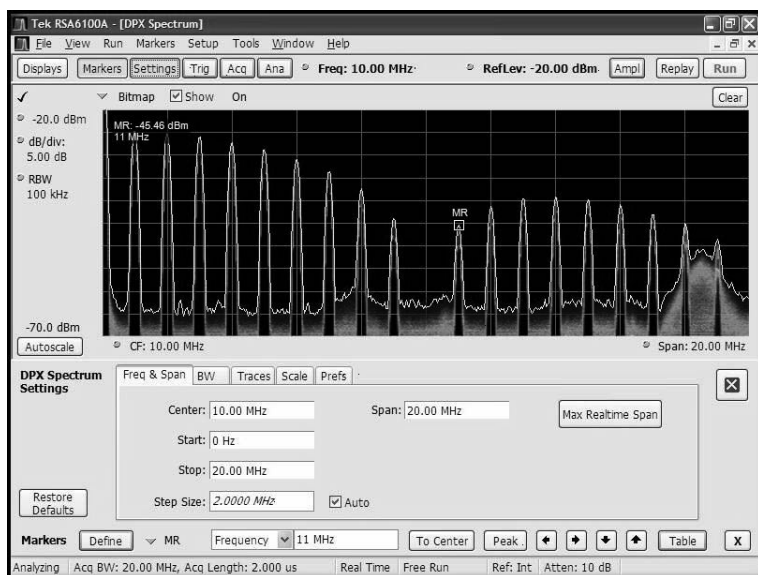 Tek RSA6100A - [DPX Spectrum]
File View Run Markers Setup Tools Window Help
Displays Markers Settings Trig Acq Ana Freq: 10.00 MHz RefLev: -20.00 dBm Ampl Replay Run
Bitmap Show On Clear
-20.0 dBm
dB/div:
5.00 dB
RBW
100 kHz
MR: -45.46 dBm
11 MHz
MR
-70.0 dBm
Autoscale CF: 10.00 MHz Span: 20.00 MHz
DPX Spectrum
Settings
Freq & Span BW Traces Scale Prefs
Center: 10.00 MHz Span: 20.00 MHz Max Realtime Span
Start: 0 Hz
Stop: 20.00 MHz
Step Size: 2.0000 MHz Auto
Restore
Defaults
Markers Define MR Frequency 11 MHz To Center Peak Table X
Analyzing Acq BW: 20.00 MHz, Acq Length: 2.000 us Real Time Free Run Ref: Int Atten: 10 dB